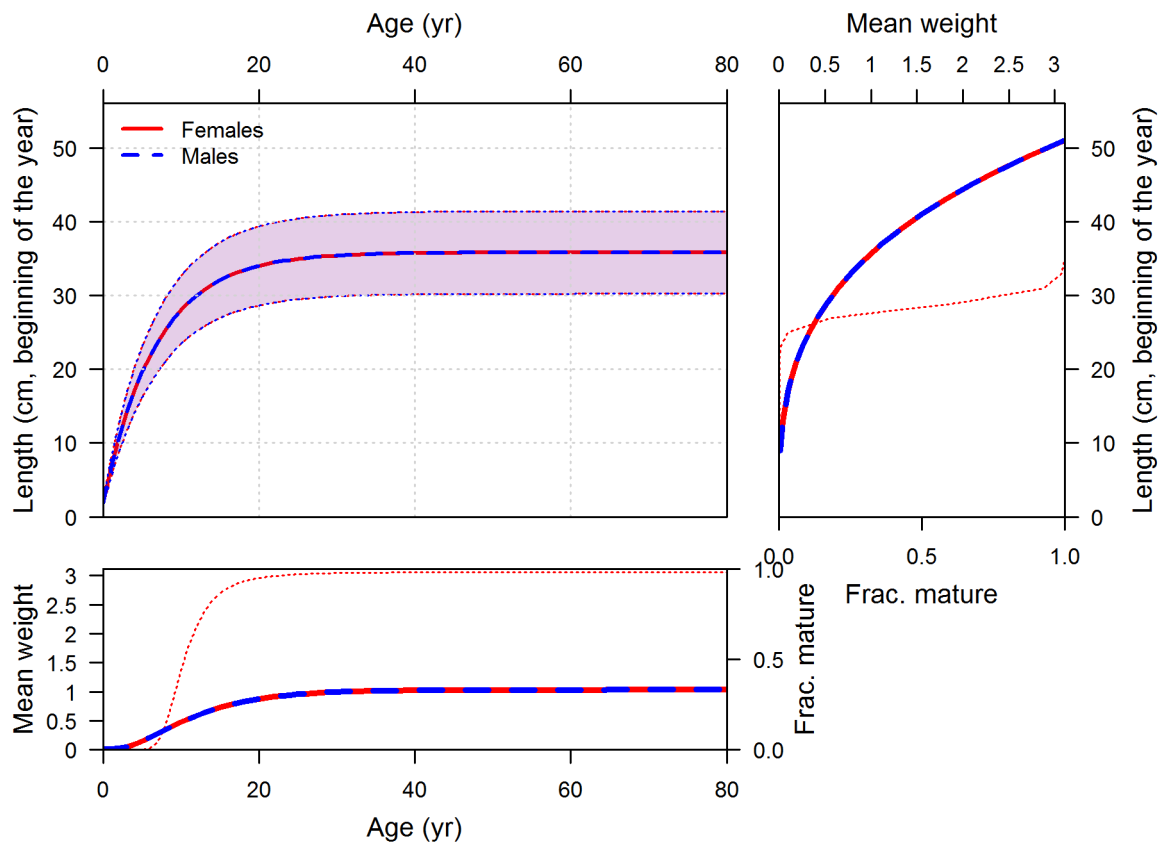 Age (yr)
0 20 40 60 80
Mean weight
0 0.5 1 1.5 2 2.5 3
Length (cm, beginning of the year)
0 10 20 30 40 50
Females
Males
0 10 20 30 40 50
Length (cm, beginning of the year)
0.0 0.5 1.0
Frac. mature
Mean weight
0 0.5 1 1.5 2 2.5 3
0.0 0.5 1.0
Frac. mature
0 20 40 60 80
Age (yr)